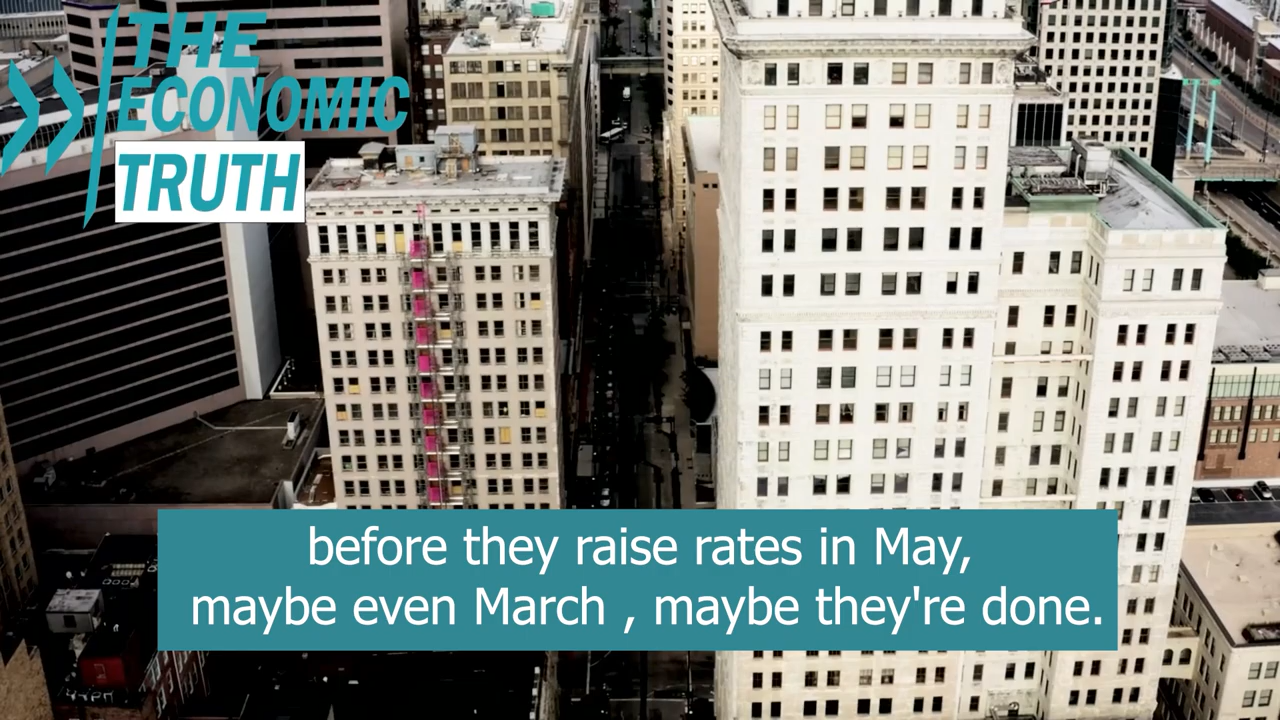 THE
ECONOMIC
TRUTH
before they raise rates in May,
maybe even March , maybe they're done.